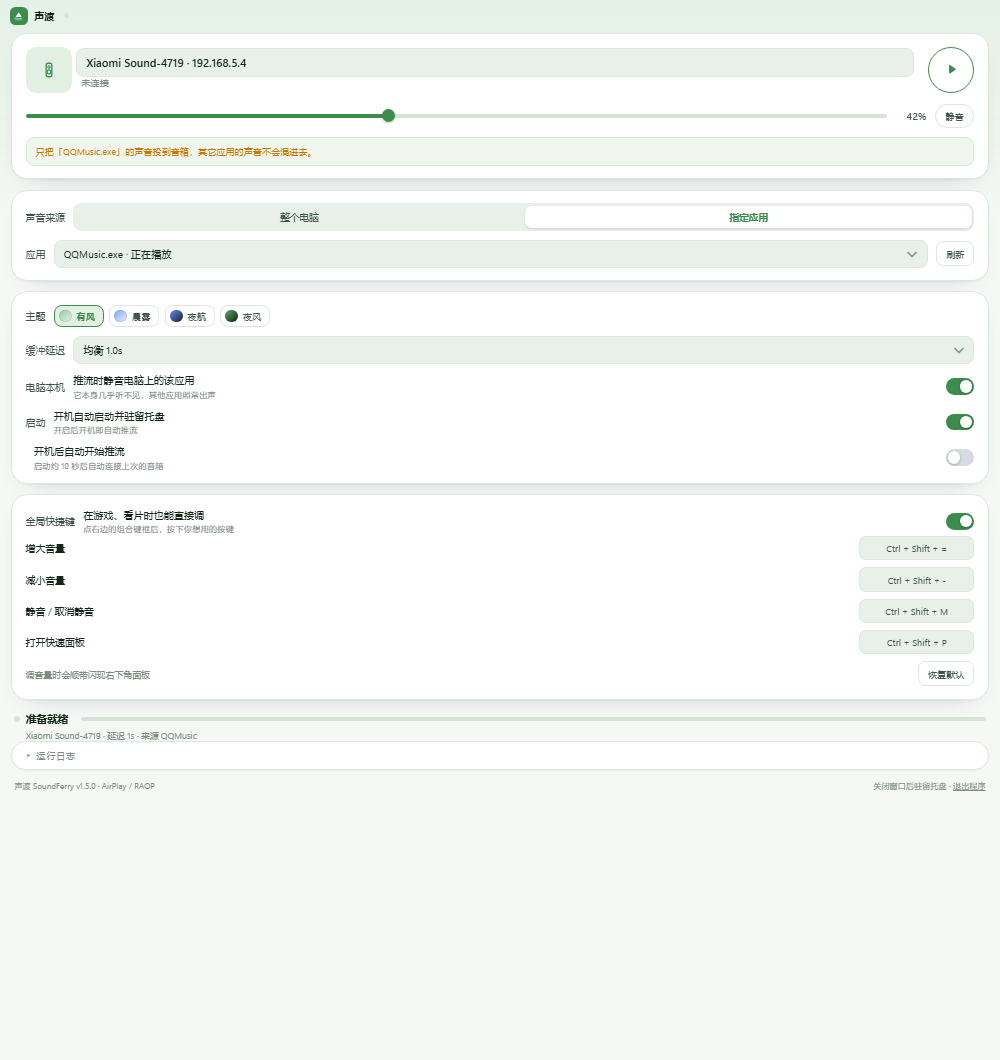 声渡
Xiaomi Sound-4719 · 192.168.5.4
未连接
42%
静音
只把「QQMusic.exe」的声音投到音箱，其它应用的声音不会混进去。
声音来源
整个电脑
指定应用
应用
QQMusic.exe · 正在播放
刷新
主题
有风
晨雾
夜航
夜风
缓冲延迟
均衡 1.0s
电脑本机
推流时静音电脑上的该应用
它本身几乎听不见，其他应用照常出声
启动
开机自动启动并驻留托盘
开启后开机即自动推流
开机后自动开始推流
启动约 10 秒后自动连接上次的音箱
全局快捷键
在游戏、看片时也能直接调
点右边的组合键框后，按下你想用的按键
增大音量
Ctrl + Shift + =
减小音量
Ctrl + Shift + -
静音 / 取消静音
Ctrl + Shift + M
打开快速面板
Ctrl + Shift + P
调音量时会顺带闪现右下角面板
恢复默认
准备就绪
Xiaomi Sound-4719 · 延迟 1s · 来源 QQMusic
运行日志
声渡 SoundFerry v1.5.0 · AirPlay / RAOP
关闭窗口后驻留托盘 · 退出程序